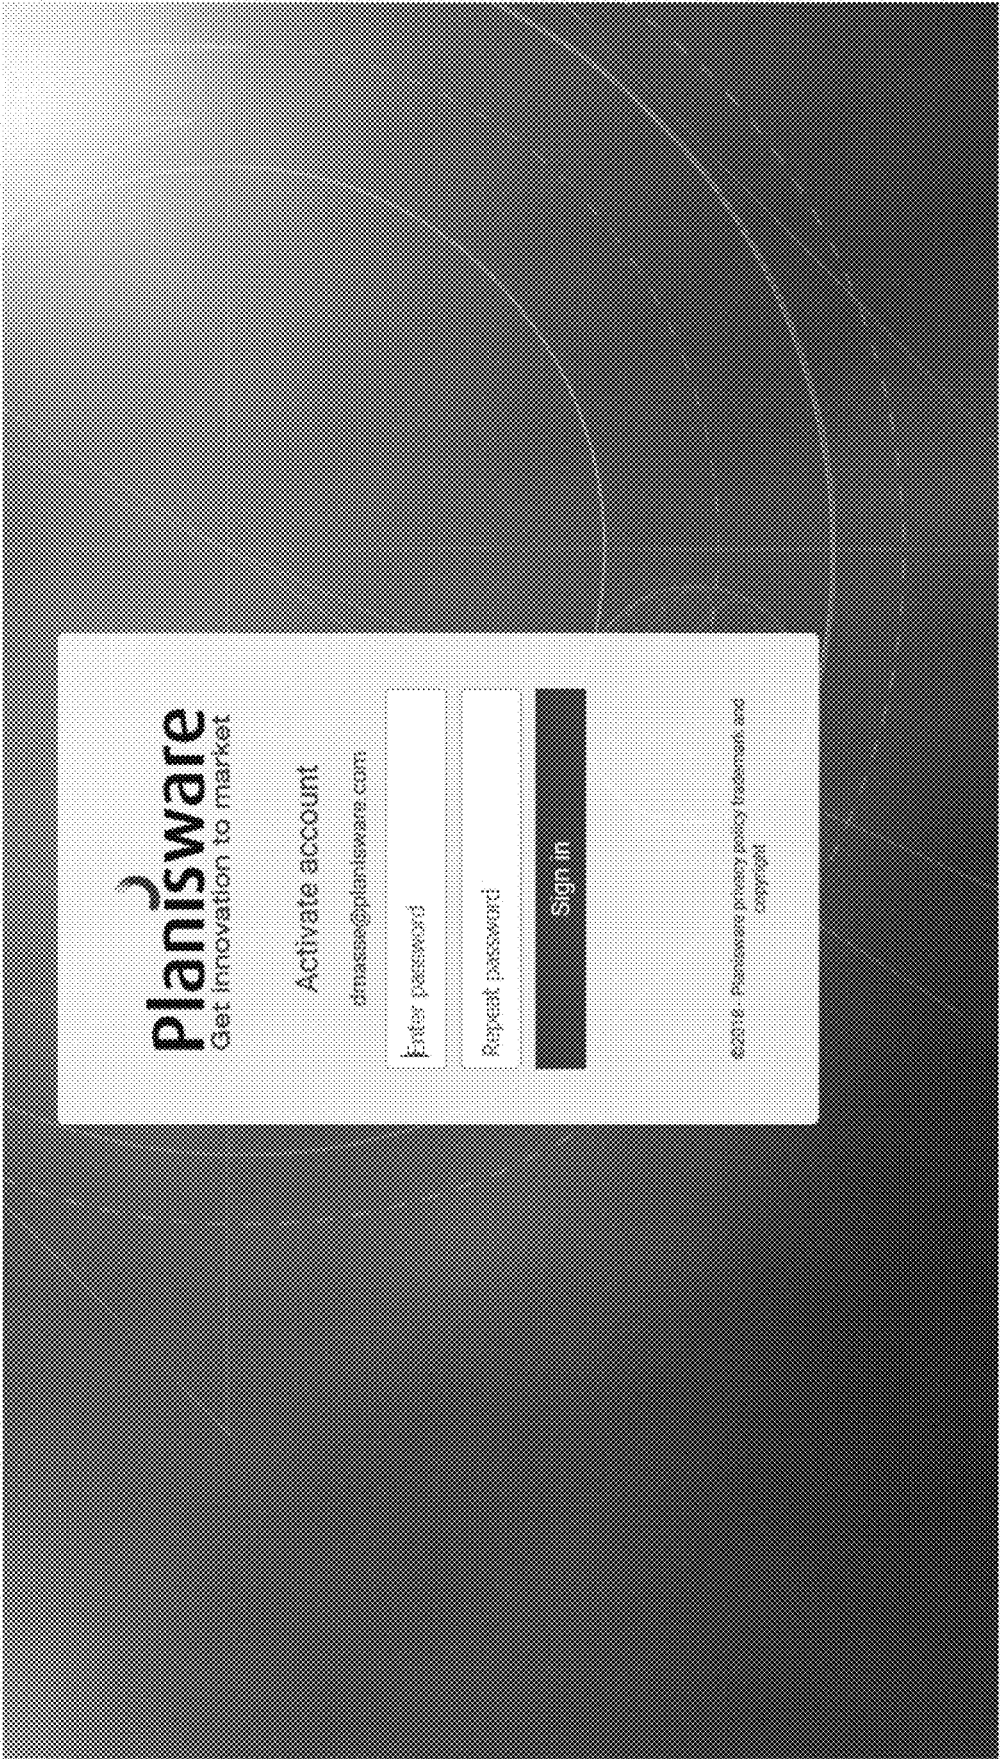 Planisware
Get innovation to market
Activate account
dmasse@planisware.com
Enter password
Repeat password
Sign in
©2018 - Planisware privacy policy trademark and
copyright